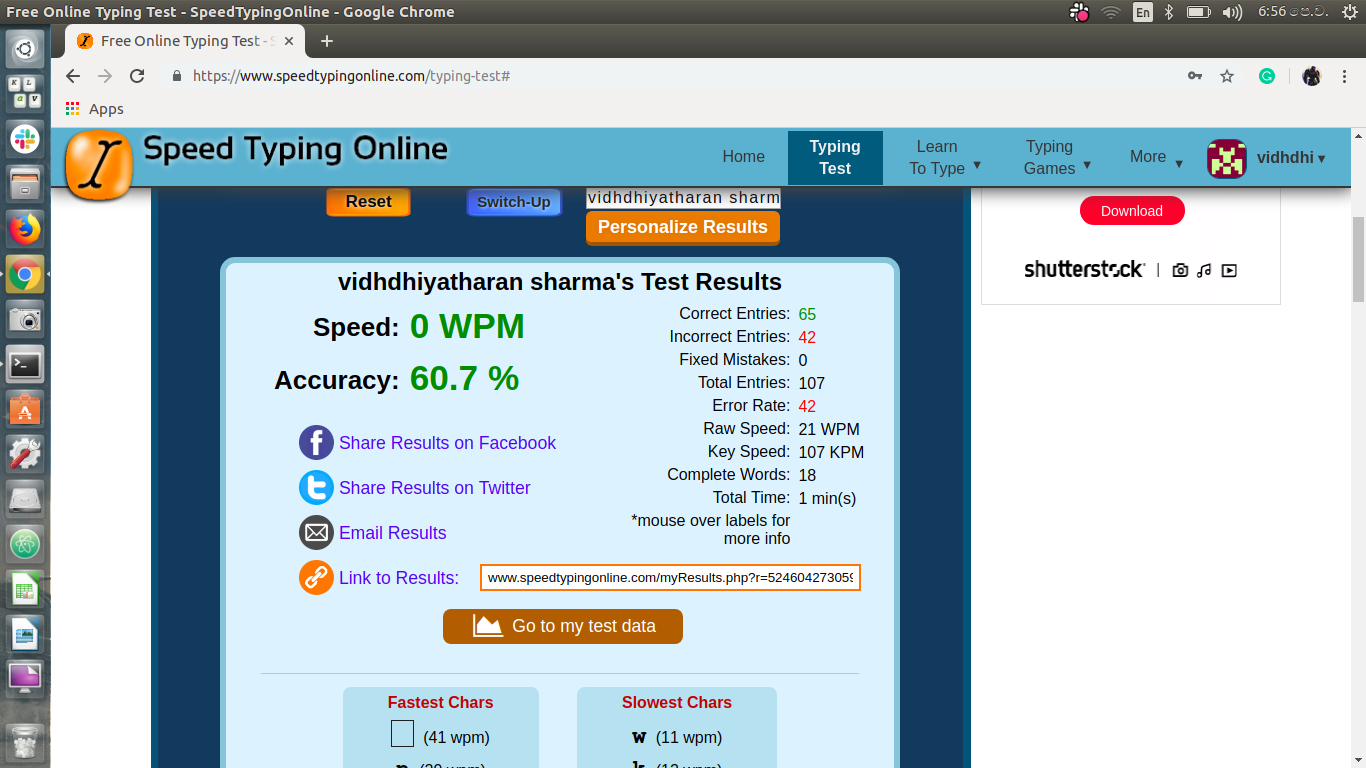 Free Online Typing Test - SpeedTypingOnline - Google Chrome
En
6:56 පෙ.ව.
Free Online Typing Test - S
https://www.speedtypingonline.com/typing-test#
Apps
Speed Typing Online
Home
Typing
Test
Learn
To Type ▼
Typing
Games ▼
More ▼
vidhdhi ▾
Reset
Switch-Up
vidhdhiyatharan sharm
Personalize Results
Download
shutterstock
vidhdhiyatharan sharma's Test Results
Speed: 0 WPM
Accuracy: 60.7 %
Correct Entries: 65
Incorrect Entries: 42
Fixed Mistakes: 0
Total Entries: 107
Error Rate: 42
Raw Speed: 21 WPM
Key Speed: 107 KPM
Complete Words: 18
Total Time: 1 min(s)
*mouse over labels for
more info
Share Results on Facebook
Share Results on Twitter
Email Results
Link to Results: www.speedtypingonline.com/myResults.php?r=524604273059
Go to my test data
Fastest Chars
(41 wpm)
Slowest Chars
w (11 wpm)